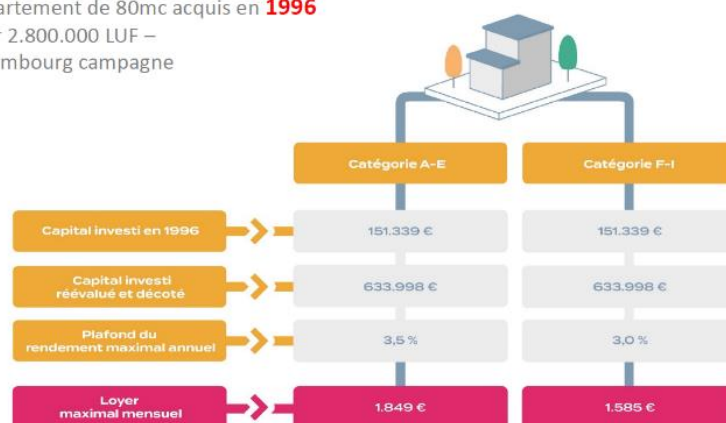 artement de 80mc acquis en 1996
2.800.000 LUF –
mbourg campagne
Catégorie A-E
Catégorie F-I
Capital investi en 1996
151.339 €
151.339 €
Capital investi
réévalué et décoté
633.998 €
633.998 €
Plafond du
rendement maximal annuel
3,5 %
3,0 %
Loyer
maximal mensuel
1.849 €
1.585 €